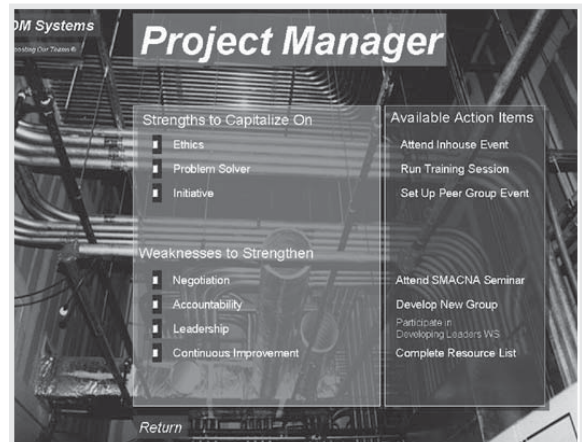 DM Systems
Project Manager
Strengths to Capitalize On
Ethics
Problem Solver
Initiative
Weaknesses to Strengthen
Negotiation
Accountability
Leadership
Continuous Improvement
Available Action Items
Attend Inhouse Event
Run Training Session
Set Up Peer Group Event
Attend SMACNA Seminar
Develop New Group
Participate in
Developing Leaders WS
Complete Resource List
Return